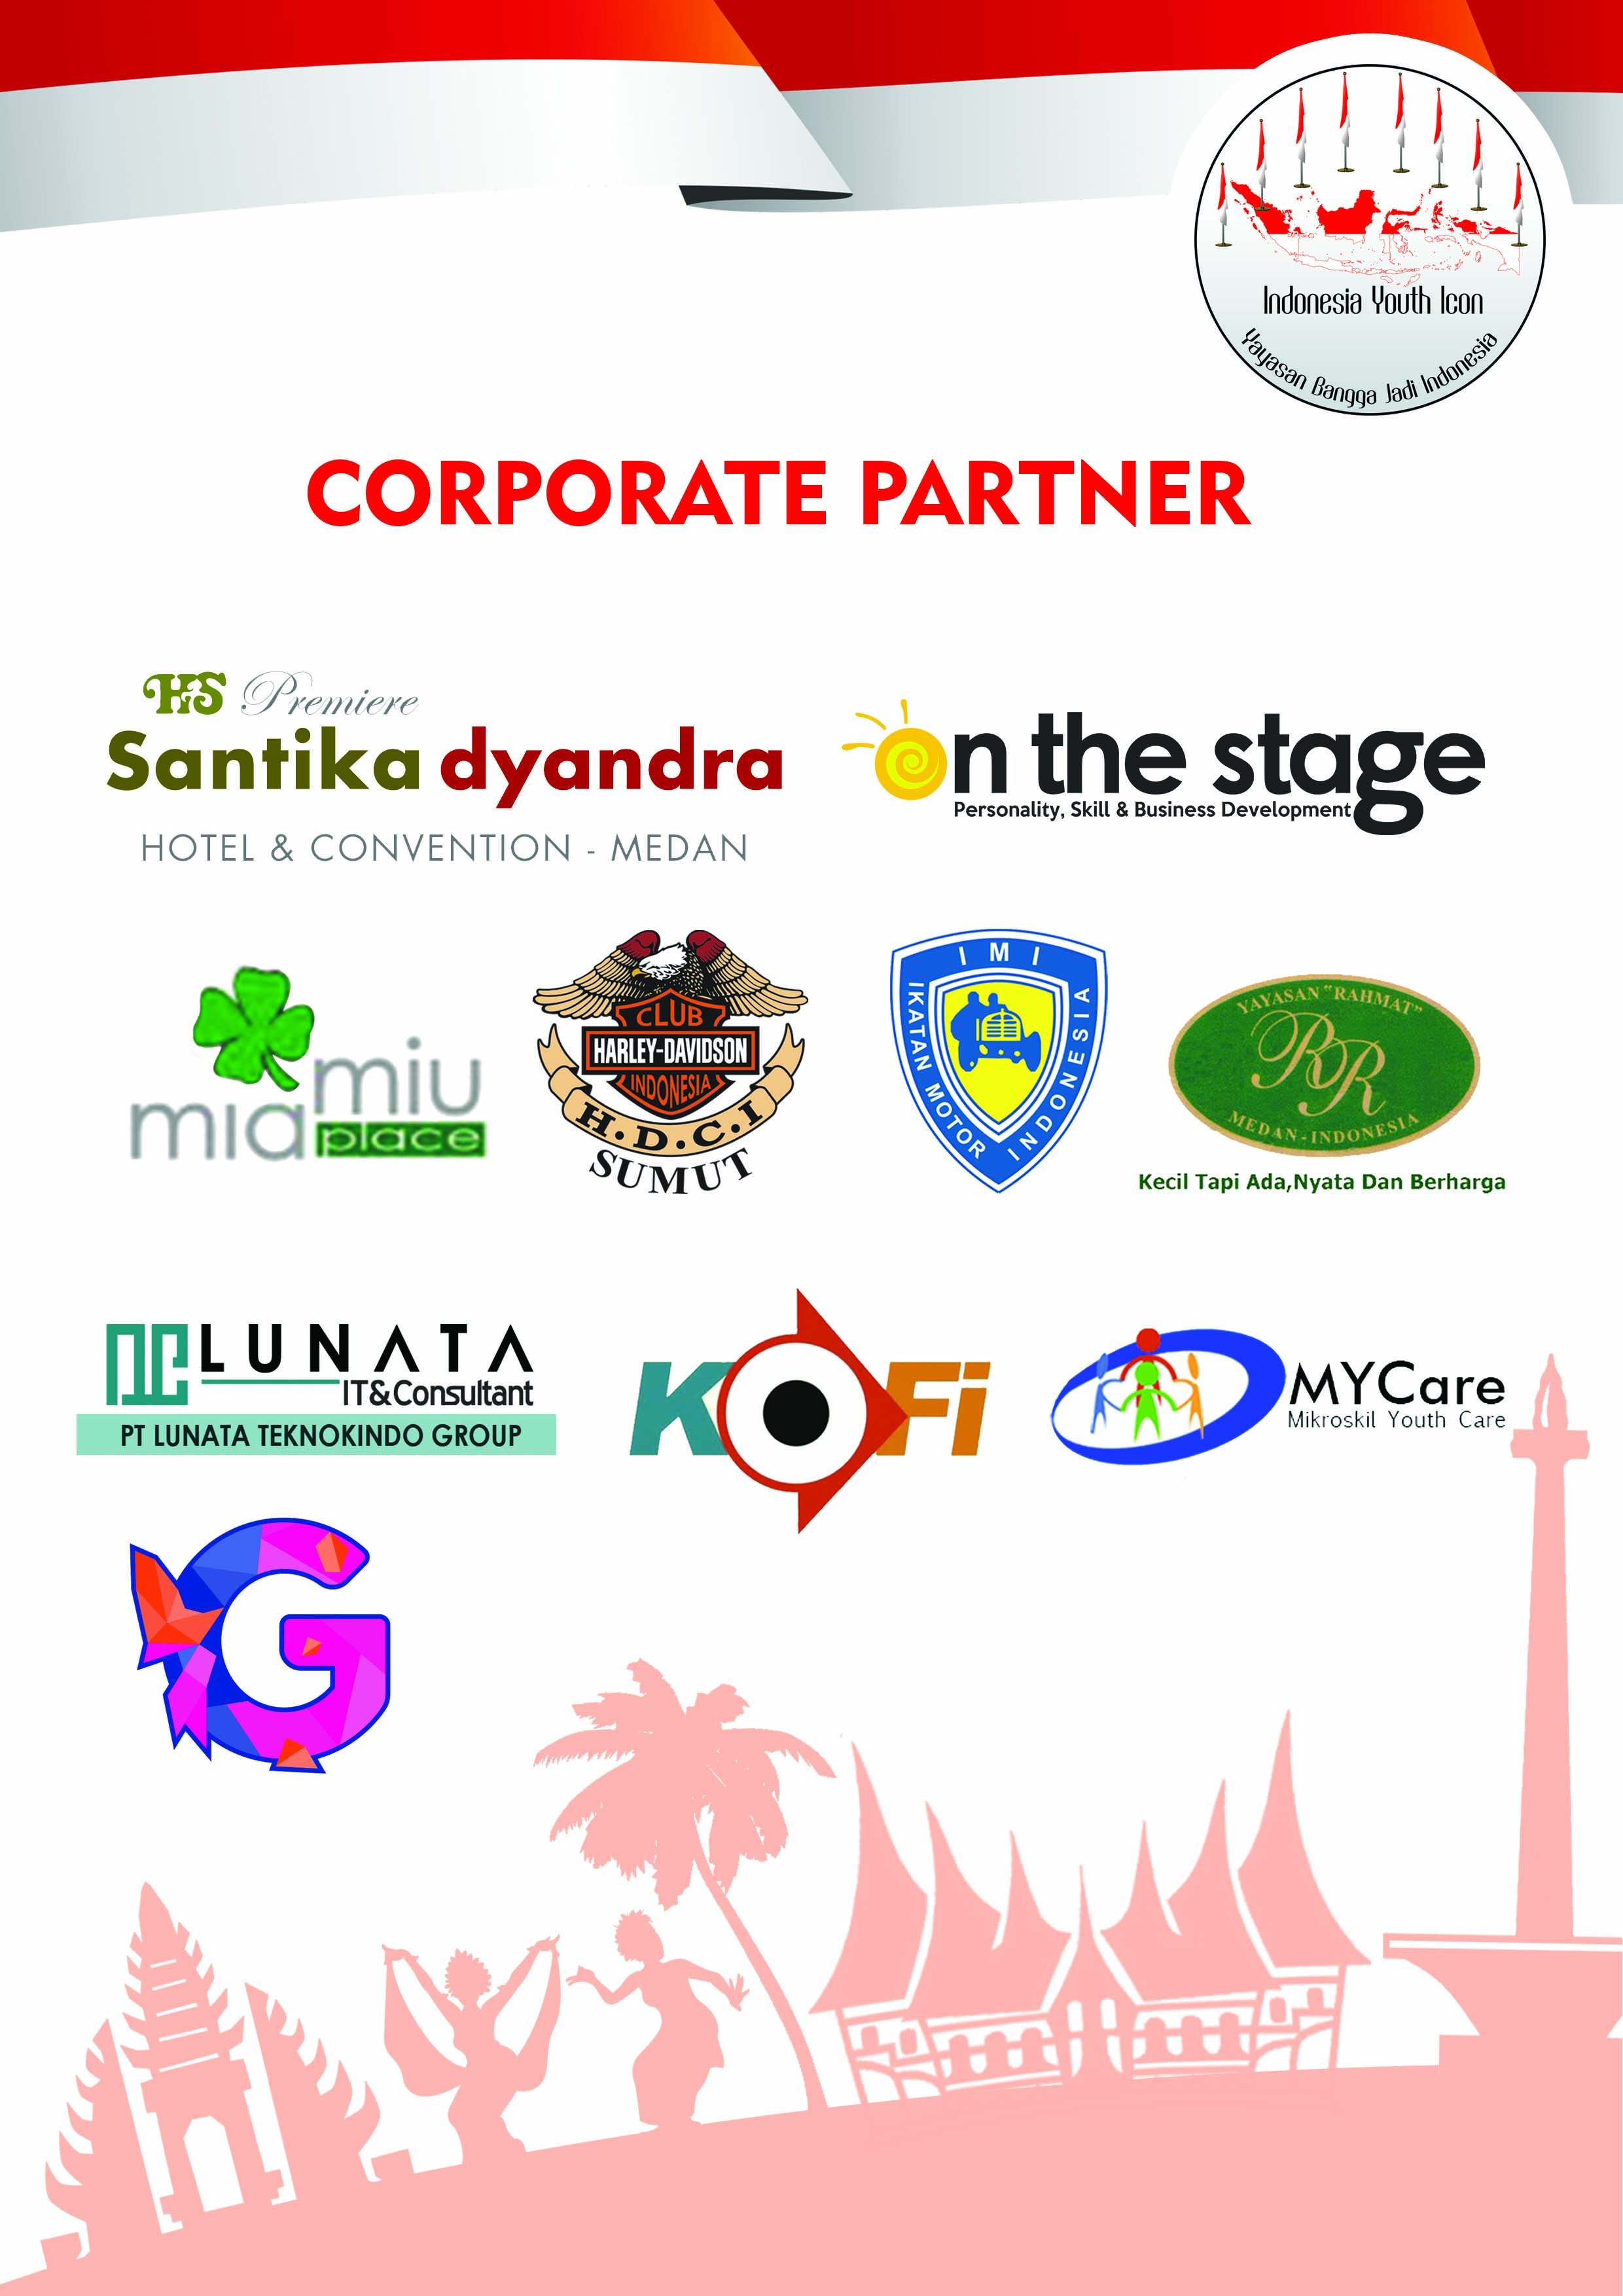 Indonesia Youth Icon
Yayasan Bangga Jadi Indonesia
CORPORATE PARTNER
HS Premiere
Santika dyandra
HOTEL & CONVENTION - MEDAN
On the stage
Personality, Skill & Business Development
miu
mia place
CLUB
HARLEY-DAVIDSON
INDONESIA
H.D.C.I
SUMUT
IMI
IKATAN MOTOR INDONESIA
YAYASAN "RAHMAT"
RR
MEDAN-INDONESIA
Kecil Tapi Ada,Nyata Dan Berharga
LUNATA
IT&Consultant
PT LUNATA TEKNOKINDO GROUP
KOFi
MYCare
Mikroskil Youth Care
G